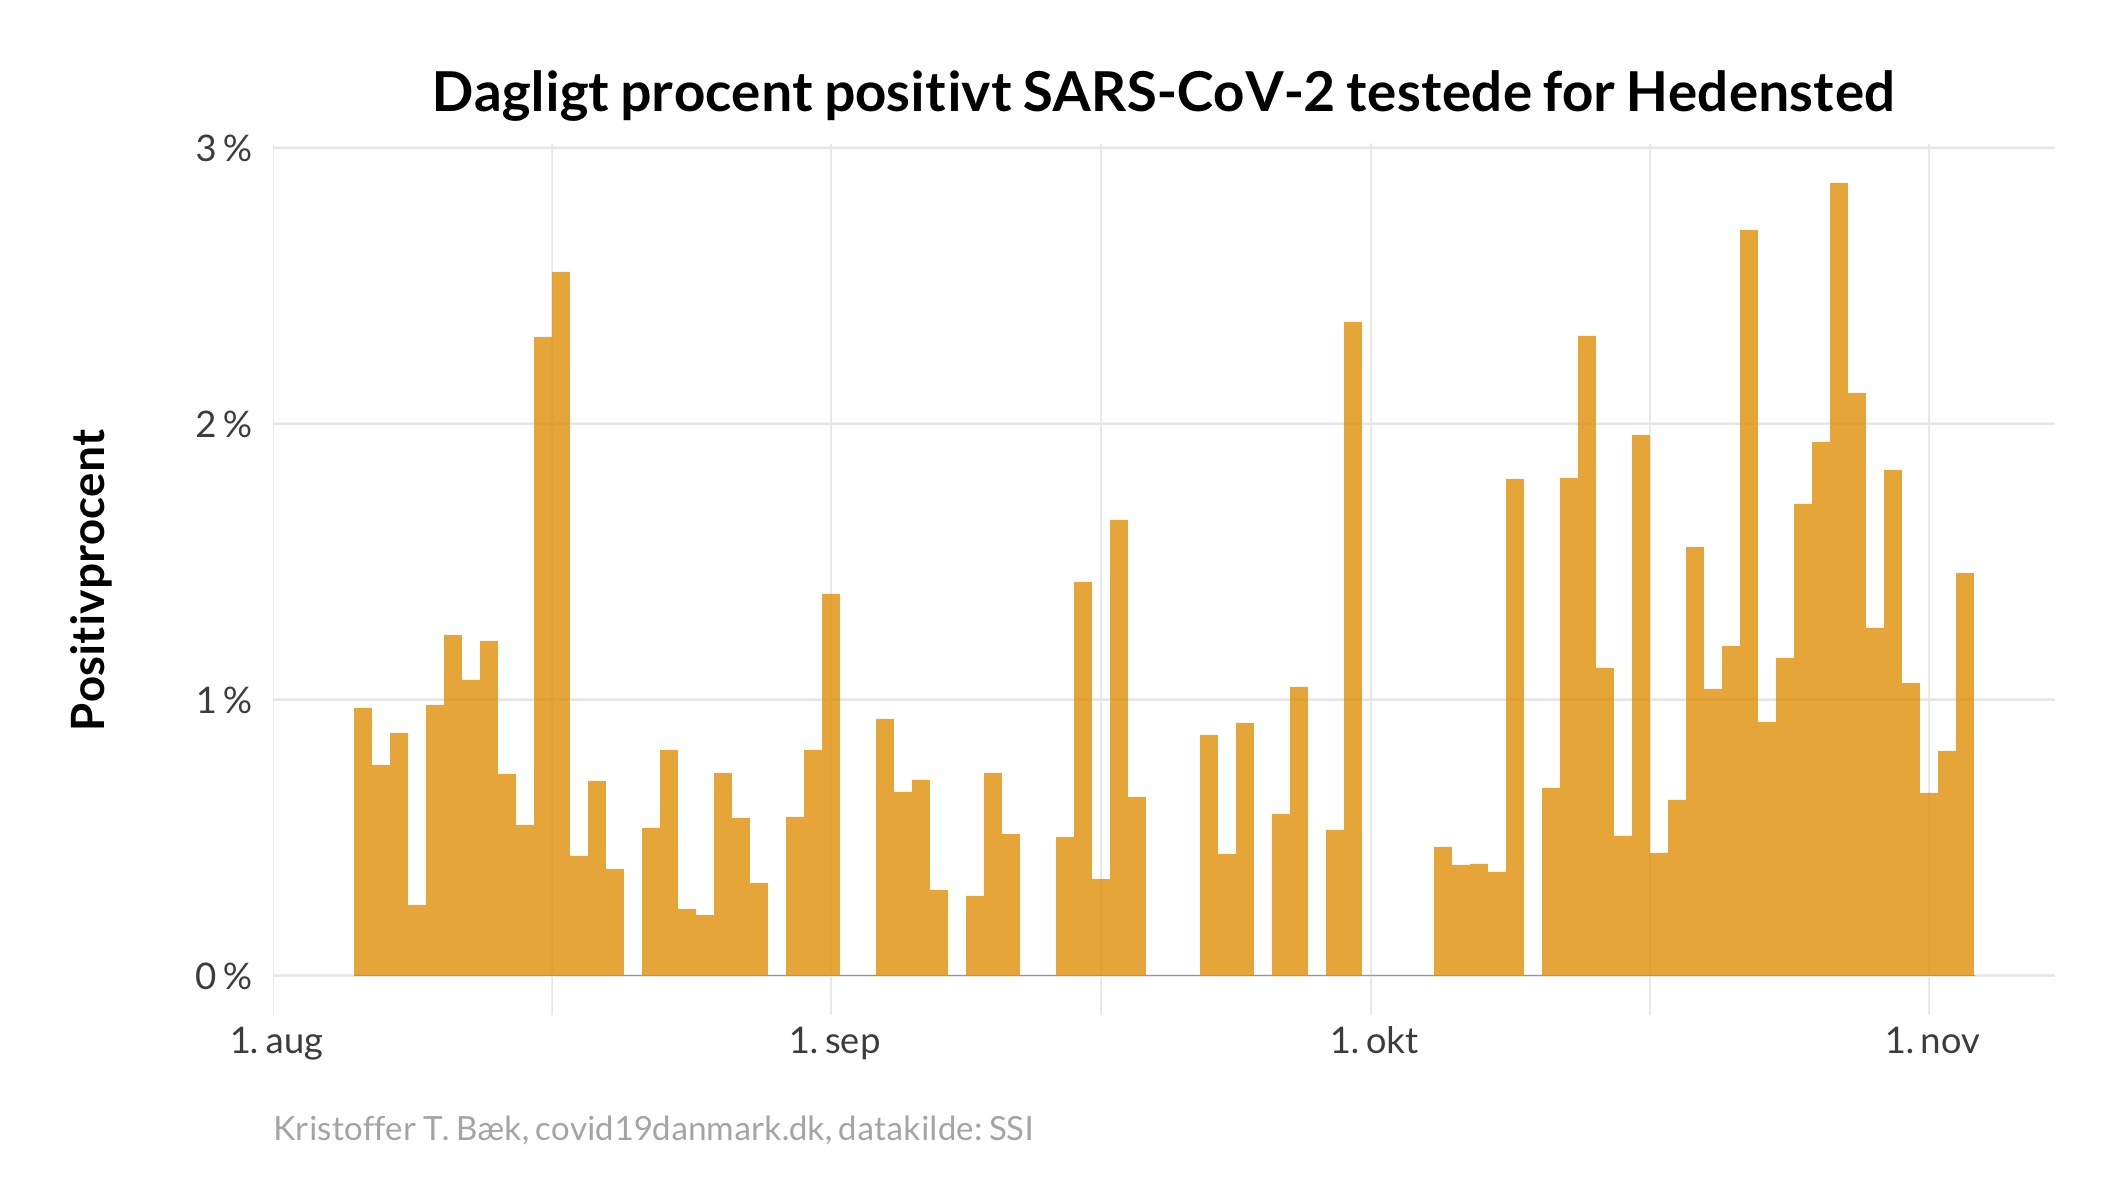 Dagligt procent positivt SARS-CoV-2 testede for Hedensted
Positivprocent
3 %
2 %
1 %
0 %
1. aug
1. sep
1. okt
1. nov
Kristoffer T. Bæk, covid19danmark.dk, datakilde: SSI